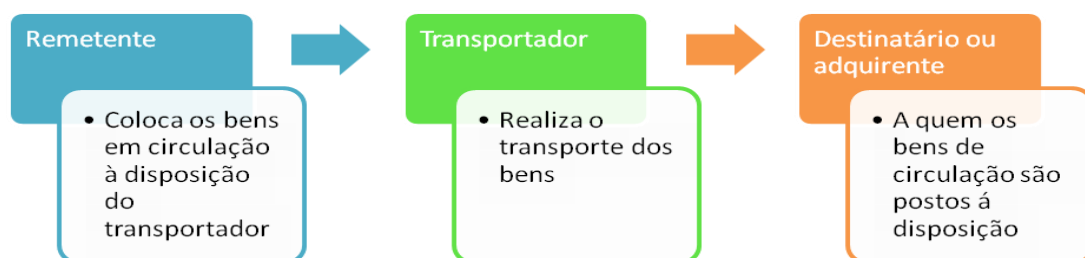 Remetente
• Coloca os bens
em circulação
à disposição
do
transportador
Transportador
• Realiza o
transporte dos
bens
Destinatário ou
adquirente
• A quem os
bens de
circulação são
postos á
disposição